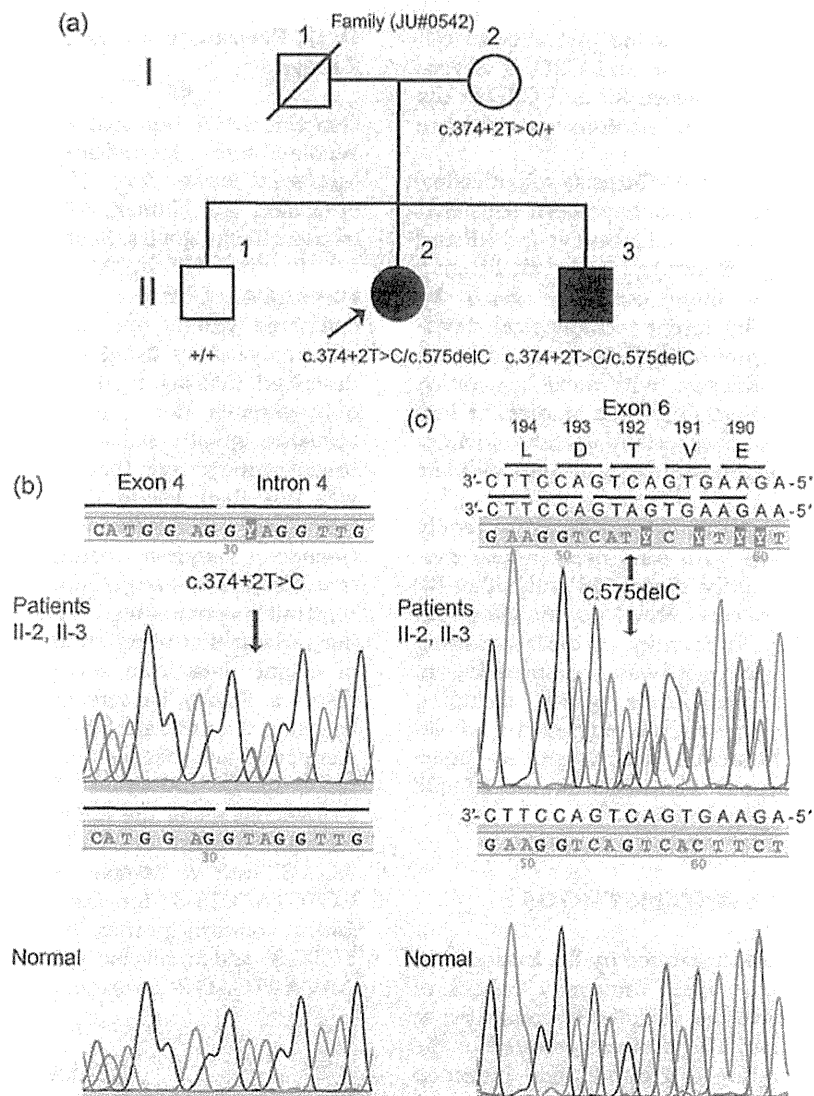 (a)
Family (JU#0542)
I
1
2
c.374+2T>C/+
II
1
2
3
+/+
c.374+2T>C/c.575delC
c.374+2T>C/c.575delC
(b)
Exon 4 Intron 4
CATGGAGGYAGGTTG
30
c.374+2T>C
Patients
II-2, II-3
CATGGAGGTAGGTTG
30
Normal
(c)
Exon 6
194 193 192 191 190
L D T V E
3'-CTTCCAGTCAGTGAAGA-5'
3'-CTTCCAGTAGTGAAGAA-5'
50 60
c.575delC
Patients
II-2, II-3
3'-CTTCCAGTCAGTGAAGA-5'
GAAGGTCAGTCACTTCT
50 60
Normal